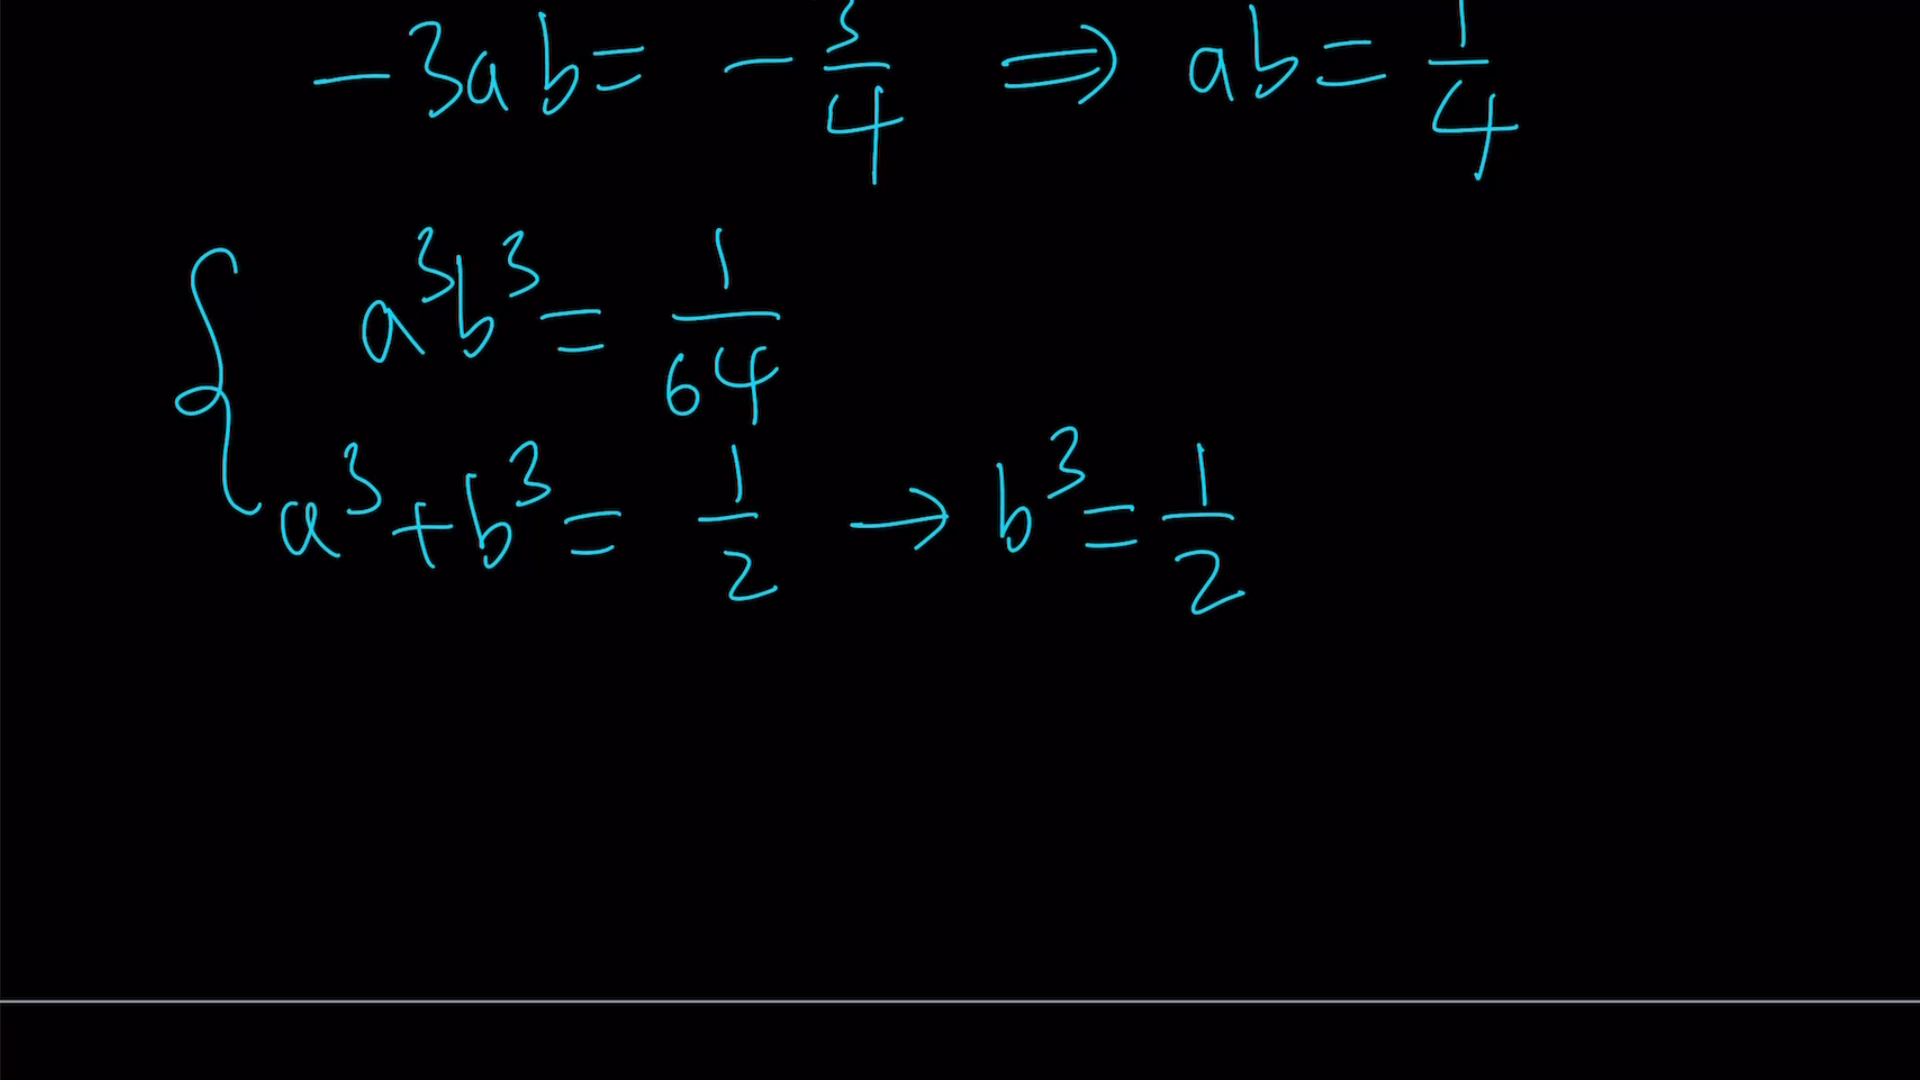 -3ab = - 3/4 ⇒ ab = 1/4
{ a³b³ = 1/64
a³ + b³ = 1/2 → b³ = 1/2